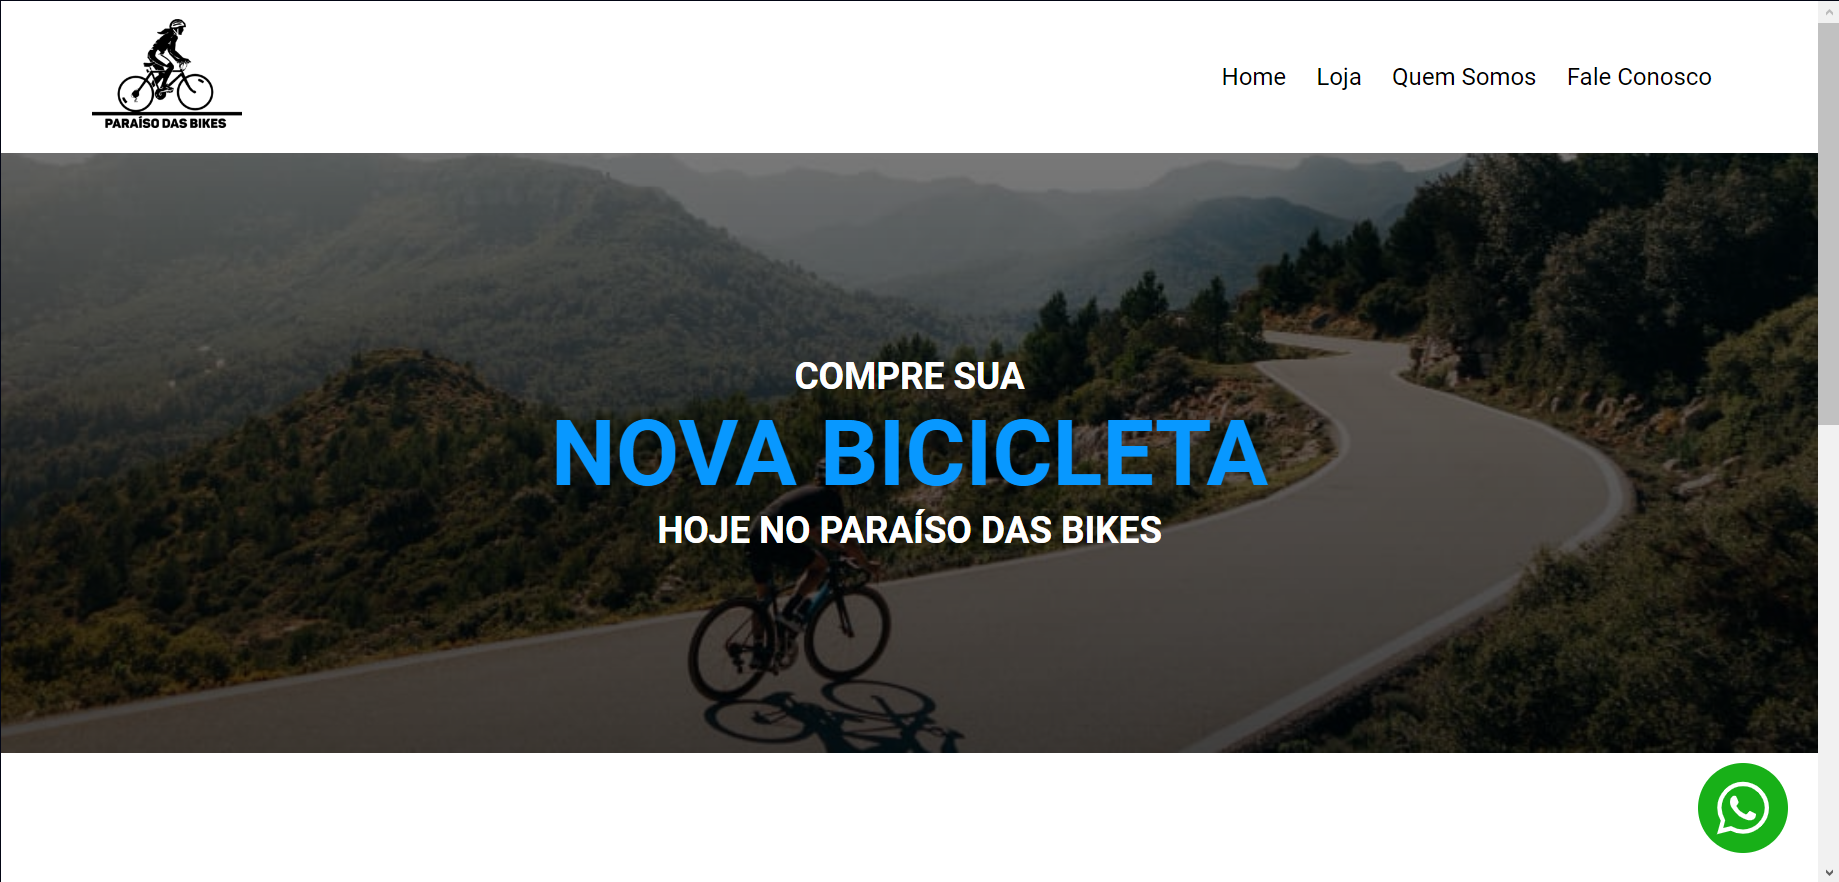 PARAÍSO DAS BIKES
Home Loja Quem Somos Fale Conosco
COMPRE SUA
NOVA BICICLETA
HOJE NO PARAÍSO DAS BIKES